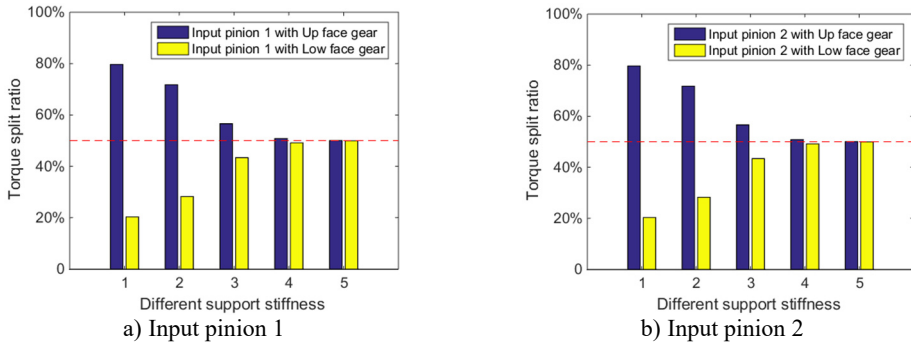 100%
80%
60%
40%
20%
0
Torque split ratio
Input pinion 1 with Up face gear
Input pinion 1 with Low face gear
1 2 3 4 5
Different support stiffness
a) Input pinion 1
100%
80%
60%
40%
20%
0
Torque split ratio
Input pinion 2 with Up face gear
Input pinion 2 with Low face gear
1 2 3 4 5
Different support stiffness
b) Input pinion 2